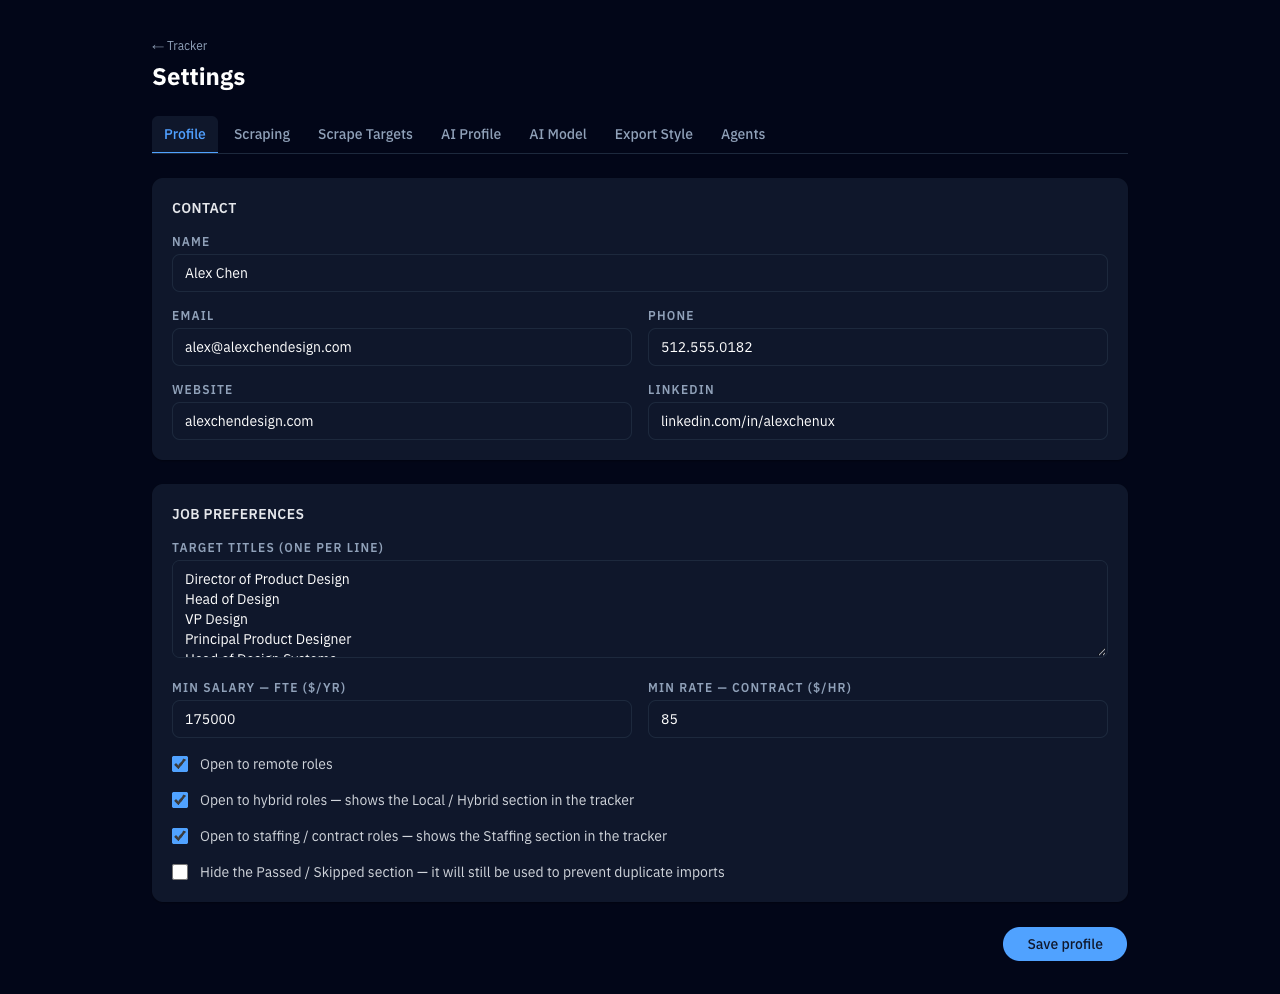 ← Tracker
Settings
Profile
Scraping
Scrape Targets
AI Profile
AI Model
Export Style
Agents
CONTACT
NAME
Alex Chen
EMAIL
PHONE
alex@alexchendesign.com
512.555.0182
WEBSITE
LINKEDIN
alexchendesign.com
linkedin.com/in/alexchenux
JOB PREFERENCES
TARGET TITLES (ONE PER LINE)
Director of Product Design
Head of Design
VP Design
Principal Product Designer
Head of Design Systems
MIN SALARY — FTE ($/YR)
MIN RATE — CONTRACT ($/HR)
175000
85
Open to remote roles
Open to hybrid roles — shows the Local / Hybrid section in the tracker
Open to staffing / contract roles — shows the Staffing section in the tracker
Hide the Passed / Skipped section — it will still be used to prevent duplicate imports
Save profile